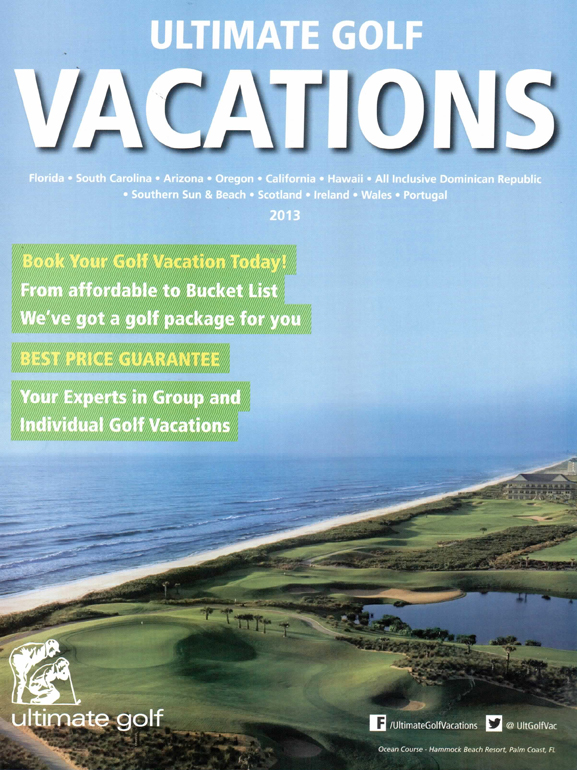 ULTIMATE GOLF
VACATIONS
Florida • South Carolina • Arizona • Oregon • California • Hawaii • All Inclusive Dominican Republic
• Southern Sun & Beach • Scotland • Ireland • Wales • Portugal
2013
Book Your Golf Vacation Today!
From affordable to Bucket List
We've got a golf package for you
BEST PRICE GUARANTEE
Your Experts in Group and
Individual Golf Vacations
ultimate golf
/UltimateGolfVacations @ UltGolfVac
Ocean Course - Hammock Beach Resort, Palm Coast, FL